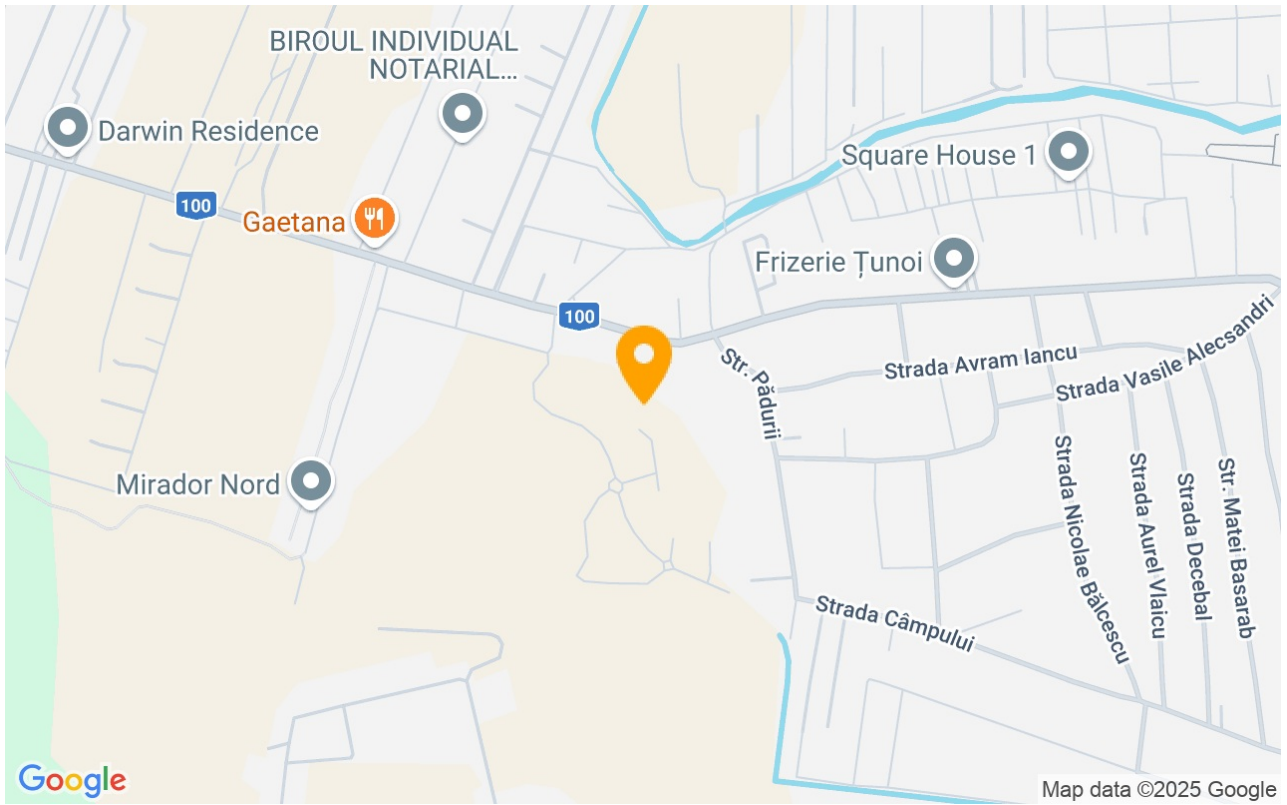 BIROUL INDIVIDUAL
NOTARIAL...
Darwin Residence
Square House 1
100
Gaetana
Frizerie Țunoi
100
Str. Pădurii
Strada Avram Iancu
Strada Vasile Alecsandri
Mirador Nord
Strada Nicolae Bălcescu
Strada Aurel Vlaicu
Strada Decebal
Str. Matei Basarab
Strada Câmpului
Google
Map data ©2025 Google